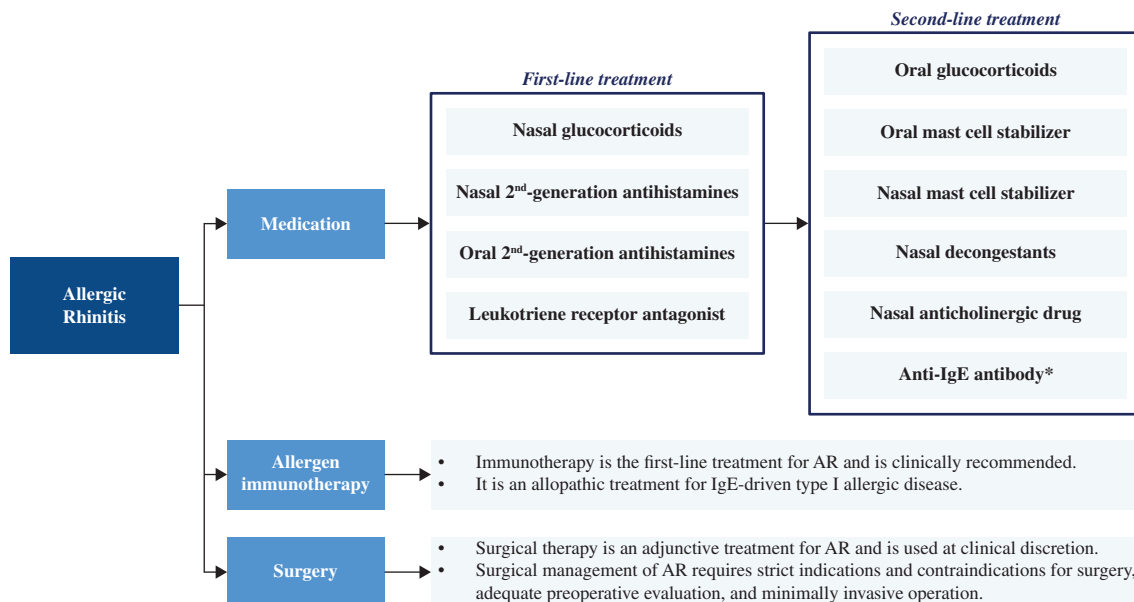 Second-line treatment
First-line treatment
Oral glucocorticoids
Nasal glucocorticoids
Oral mast cell stabilizer
Nasal 2nd-generation antihistamines
Nasal mast cell stabilizer
Medication
Oral 2nd-generation antihistamines
Nasal decongestants
Allergic
Rhinitis
Leukotriene receptor antagonist
Nasal anticholinergic drug
Anti-IgE antibody*
Allergen
immunotherapy
• Immunotherapy is the first-line treatment for AR and is clinically recommended.
• It is an allopathic treatment for IgE-driven type I allergic disease.
Surgery
• Surgical therapy is an adjunctive treatment for AR and is used at clinical discretion.
• Surgical management of AR requires strict indications and contraindications for surgery,
adequate preoperative evaluation, and minimally invasive operation.